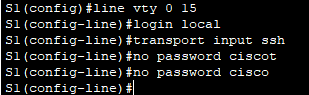 S1(config)#line vty 0 15
S1(config-line)#login local
S1(config-line)#transport input ssh
S1(config-line)#no password ciscot
S1(config-line)#no password cisco
S1(config-line)#